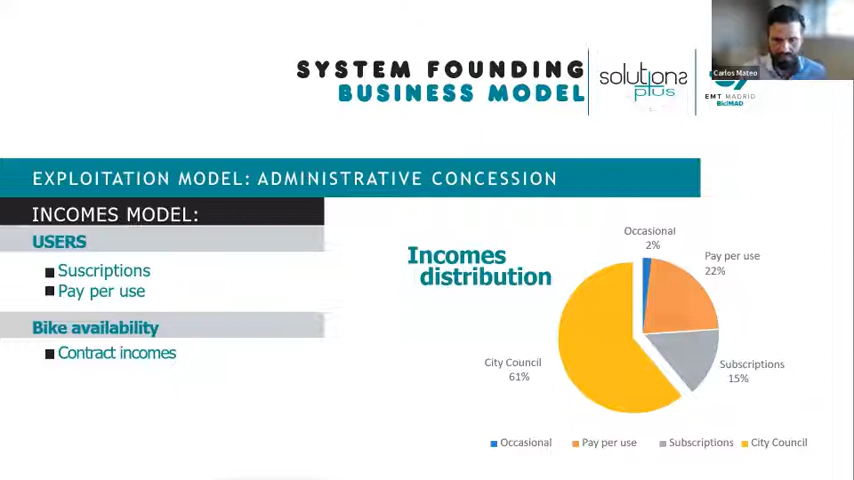 SYSTEM FOUNDING
BUSINESS MODEL
solutions
plus
EMT MADRID
BiciMAD
Carlos Mateo
EXPLOITATION MODEL: ADMINISTRATIVE CONCESSION
INCOMES MODEL:
USERS
Suscriptions
Pay per use
Bike availability
Contract incomes
Incomes
distribution
Occasional
2%
Pay per use
22%
City Council
61%
Subscriptions
15%
Occasional Pay per use Subscriptions City Council